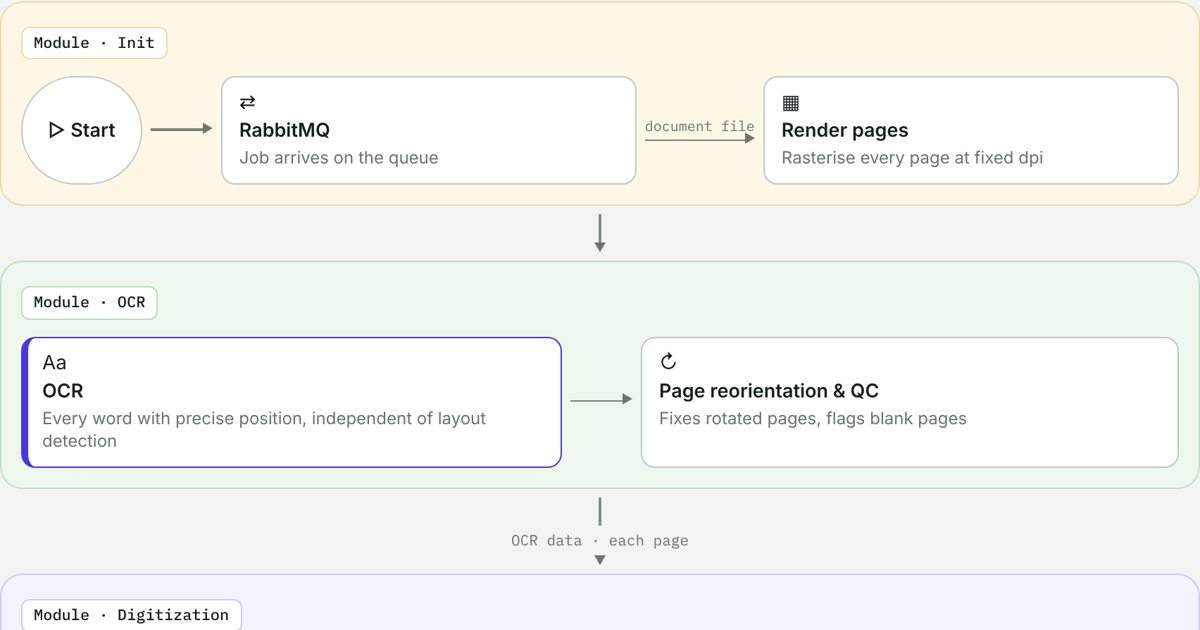 Module · Init
Start
RabbitMQ
Job arrives on the queue
document file
Render pages
Rasterise every page at fixed dpi
Module · OCR
Aa
OCR
Every word with precise position, independent of layout
detection
Page reorientation & QC
Fixes rotated pages, flags blank pages
OCR data · each page
Module · Digitization